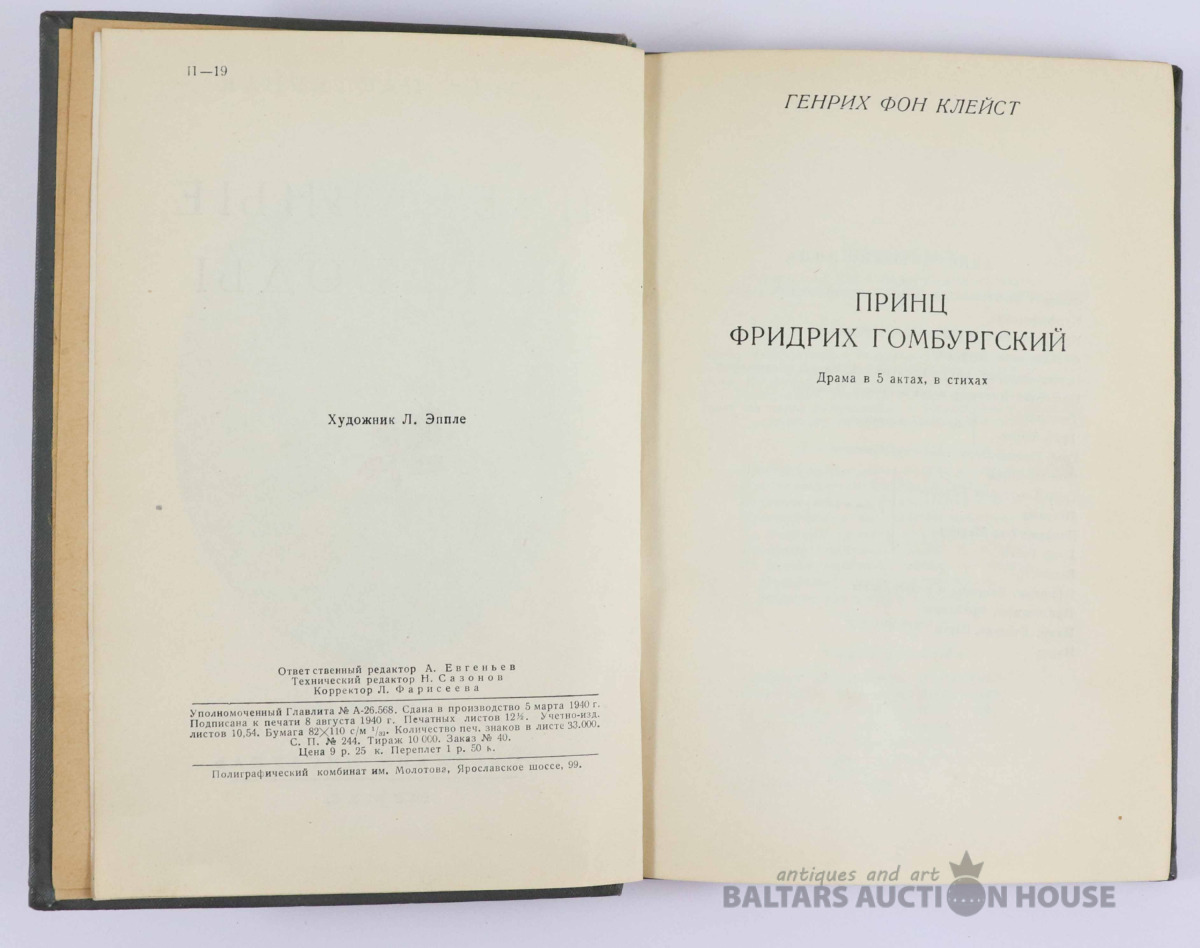 П—19
Художник Л. Эппле
Ответственный редактор А. Евгеньев
Технический редактор Н. Сазонов
Корректор Л. Фарисеева
Уполномоченный Главлита № А-26.568. Сдана в производство 5 марта 1940 г.
Подписана к печати 8 августа 1940 г. Печатных листов 12½. Учетно-изд.
листов 10,54. Бумага 82×110 с/м ¹/₃₂. Количество печ. знаков в листе 33.000.
С. П. № 244. Тираж 10 000. Заказ № 40.
Цена 9 р. 25 к. Переплет 1 р. 50 к.
Полиграфический комбинат им. Молотова, Ярославское шоссе, 99.
ГЕНРИХ ФОН КЛЕЙСТ
ПРИНЦ
ФРИДРИХ ГОМБУРГСКИЙ
Драма в 5 актах, в стихах
antiques and art
BALTARS AUCTION HOUSE